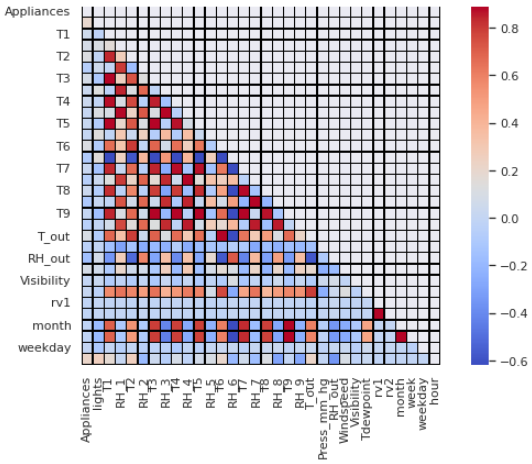 Appliances
T1
T2
T3
T4
T5
T6
T7
T8
T9
T_out
RH_out
Visibility
rv1
month
weekday
0.8
0.6
0.4
0.2
0.0
−0.2
−0.4
−0.6
Appliances
lights
T1
RH_1
T2
RH_2
T3
RH_3
T4
RH_4
T5
RH_5
T6
RH_6
T7
RH_7
T8
RH_8
T9
RH_9
T_out
Press_mm_hg
RH_out
Windspeed
Visibility
Tdewpoint
rv1
rv2
month
week
weekday
hour